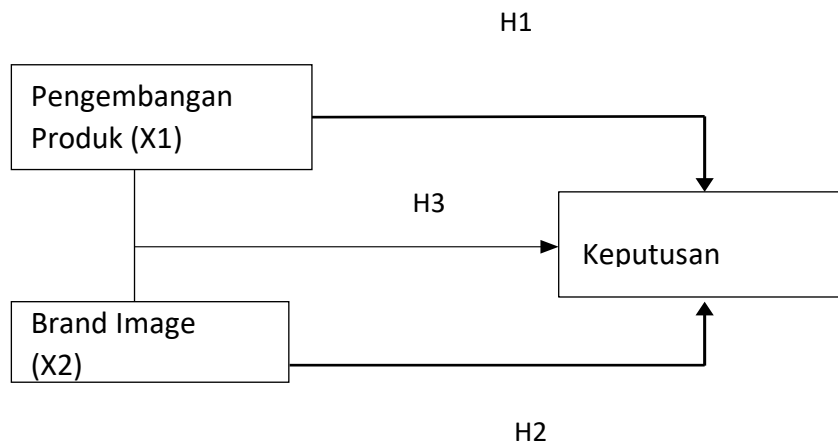 H1
Pengembangan
Produk (X1)
H3
Keputusan
Brand Image
(X2)
H2